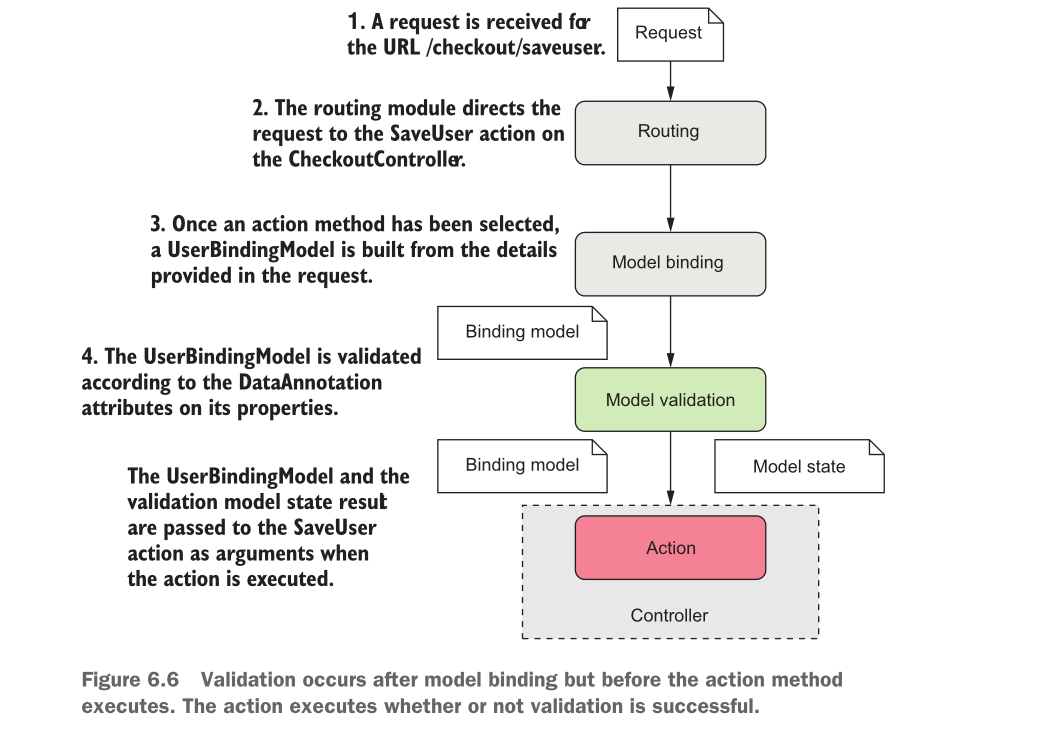 1. A request is received for
the URL /checkout/saveuser.
Request
2. The routing module directs the
request to the SaveUser action on
the CheckoutController.
Routing
3. Once an action method has been selected,
a UserBindingModel is built from the details
provided in the request.
Model binding
Binding model
4. The UserBindingModel is validated
according to the DataAnnotation
attributes on its properties.
Model validation
Binding model
Model state
The UserBindingModel and the
validation model state result
are passed to the SaveUser
action as arguments when
the action is executed.
Action
Controller
Figure 6.6 Validation occurs after model binding but before the action method
executes. The action executes whether or not validation is successful.